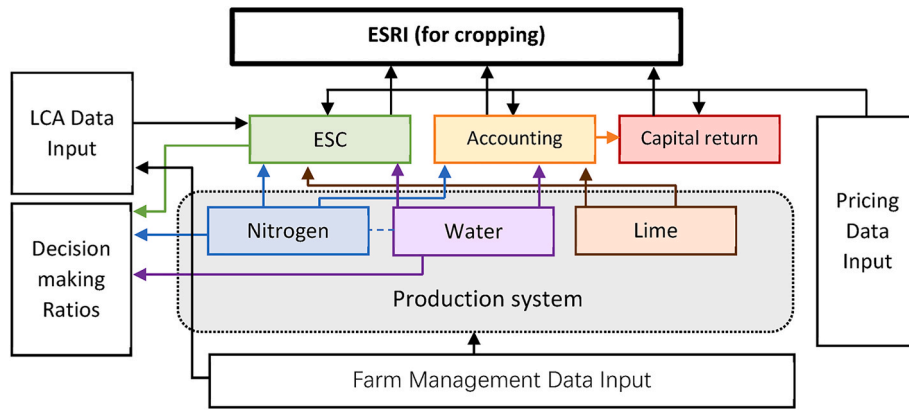 ESRI (for cropping)
LCA Data
Input
ESC
Accounting
Capital return
Pricing
Data
Input
Nitrogen
Water
Lime
Decision
making
Ratios
Production system
Farm Management Data Input